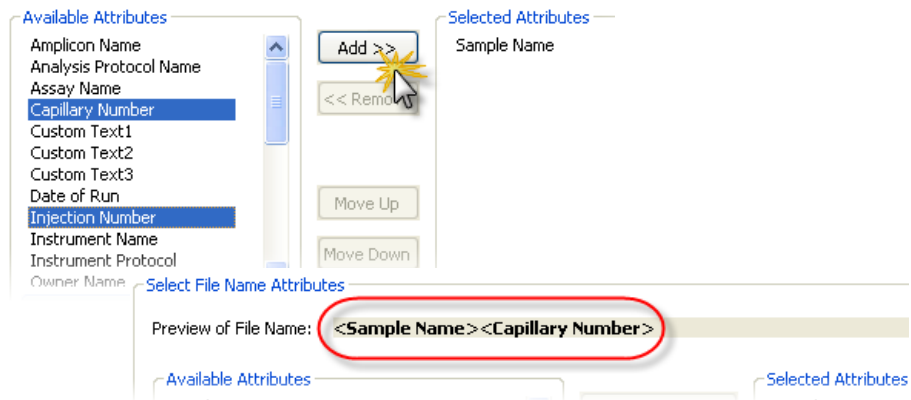 Available Attributes
Amplicon Name
Analysis Protocol Name
Assay Name
Capillary Number
Custom Text1
Custom Text2
Custom Text3
Date of Run
Injection Number
Instrument Name
Instrument Protocol
Owner Name
Add >>
<< Remo
Move Up
Move Down
Selected Attributes
Sample Name
Select File Name Attributes
Preview of File Name: <Sample Name><Capillary Number>
Available Attributes
Selected Attributes